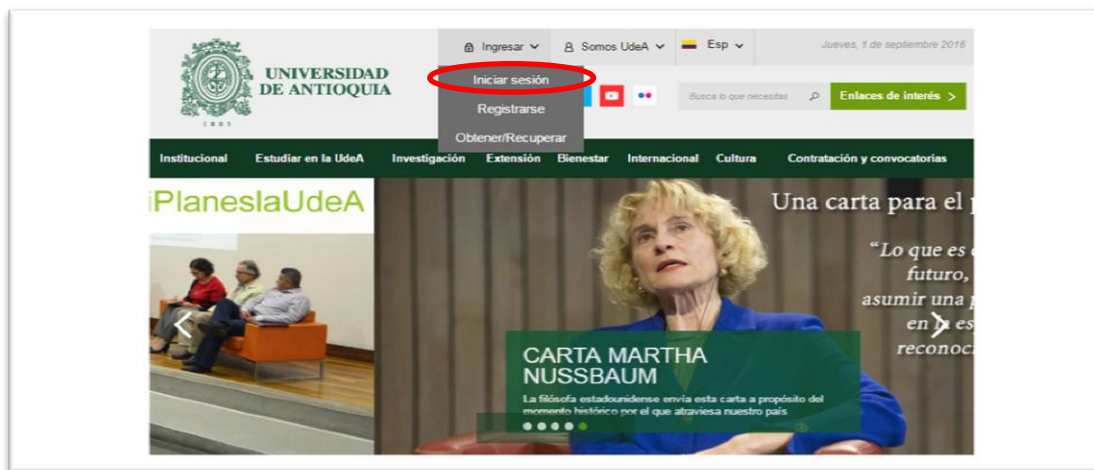 Ingresar
Somos UdeA
Esp
Jueves, 1 de septiembre 2016
UNIVERSIDAD
DE ANTIOQUIA
1803
Iniciar sesión
Registrarse
Obtener/Recuperar
Busca lo que necesitas
Enlaces de interés >
Institucional Estudiar en la UdeA Investigación Extensión Bienestar Internacional Cultura Contratación y convocatorias
iPlaneslaUdeA
Una carta para el
“Lo que es
futuro,
asumir una
en la es
reconoc
CARTA MARTHA
NUSSBAUM
La filósofa estadounidense envía esta carta a propósito del
momento histórico por el que atraviesa nuestro país